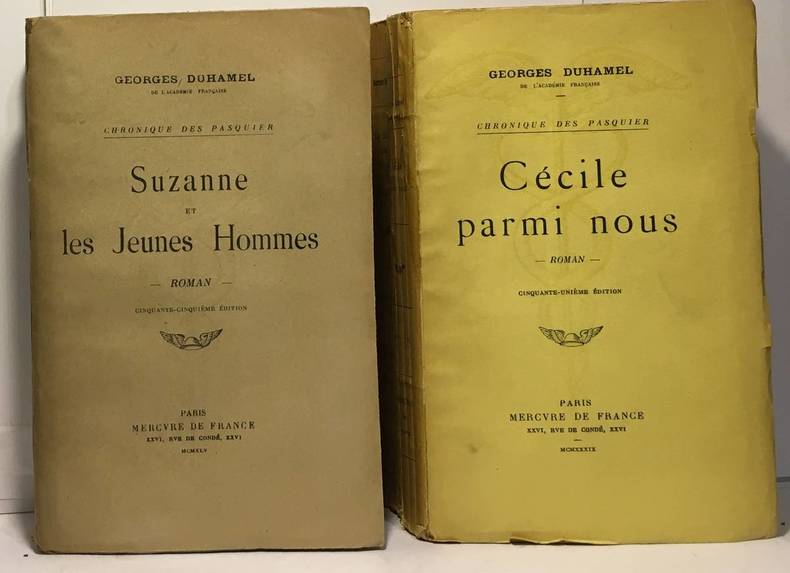 GEORGES DUHAMEL
DE L'ACADÉMIE FRANÇAISE
CHRONIQUE DES PASQUIER
Suzanne
ET
les Jeunes Hommes
— ROMAN —
CINQUANTE-CINQUIÈME ÉDITION
PARIS
MERCVRE DE FRANCE
XXVI, RVE DE CONDÉ, XXVI
MCMXLV
GEORGES DUHAMEL
DE L'ACADÉMIE FRANÇAISE
CHRONIQUE DES PASQUIER
Cécile
parmi nous
— ROMAN —
CINQUANTE-UNIÈME ÉDITION
PARIS
MERCVRE DE FRANCE
XXVI, RVE DE CONDÉ, XXVI
MCMXXXIX